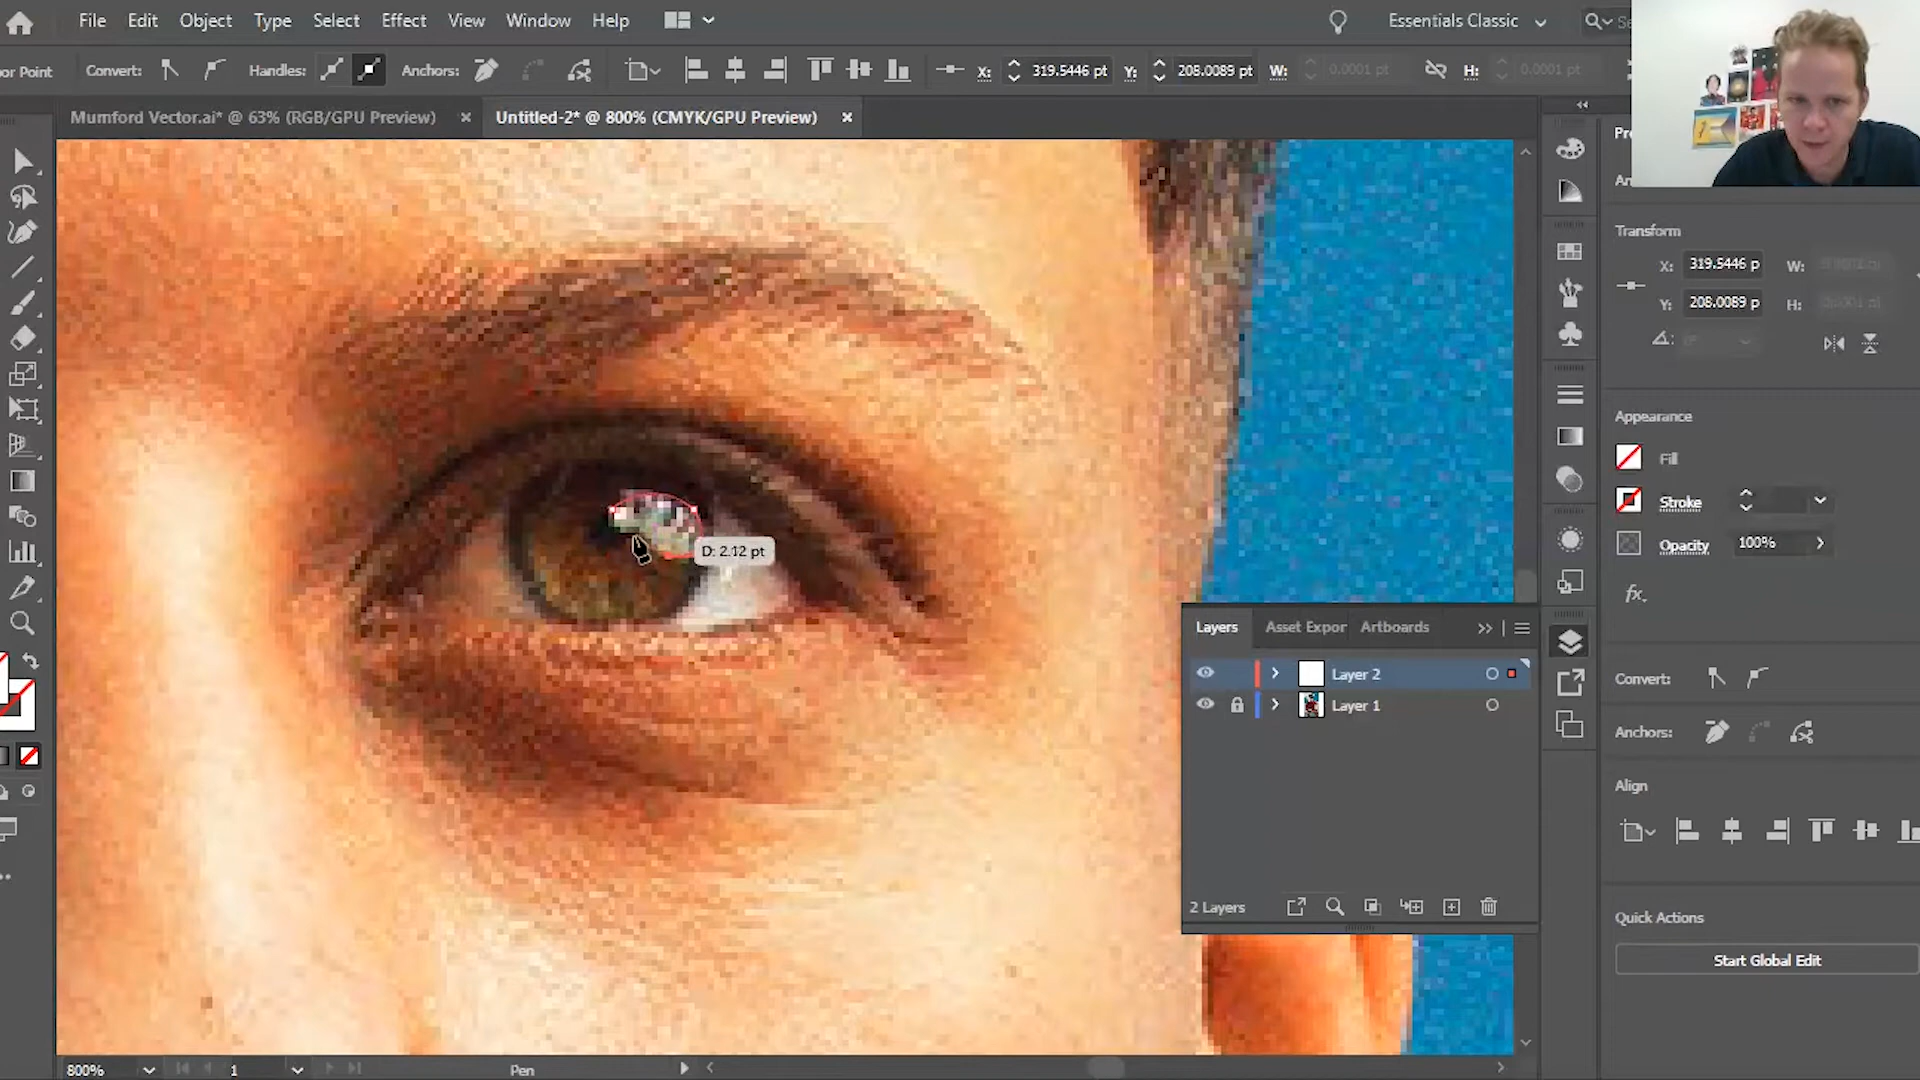 File Edit Object Type Select Effect View Window Help Essentials Classic
or Point Convert: Handles: Anchors: X: 319.5446 pt Y: 208.0089 pt W: 0.0001 pt H: 0.0001 pt
Mumford Vector.ai* @ 63% (RGB/GPU Preview) × Untitled-2* @ 800% (CMYK/GPU Preview) ×
Transform
X: 319.5446 p W:
Y: 208.0089 p H:
Appearance
Fill
Stroke
Opacity 100%
fx.
D: 2.12 pt
Layers Asset Expor Artboards
Layer 2
Layer 1
2 Layers
Convert:
Anchors:
Align
Quick Actions
Start Global Edit
800% 1 Pen